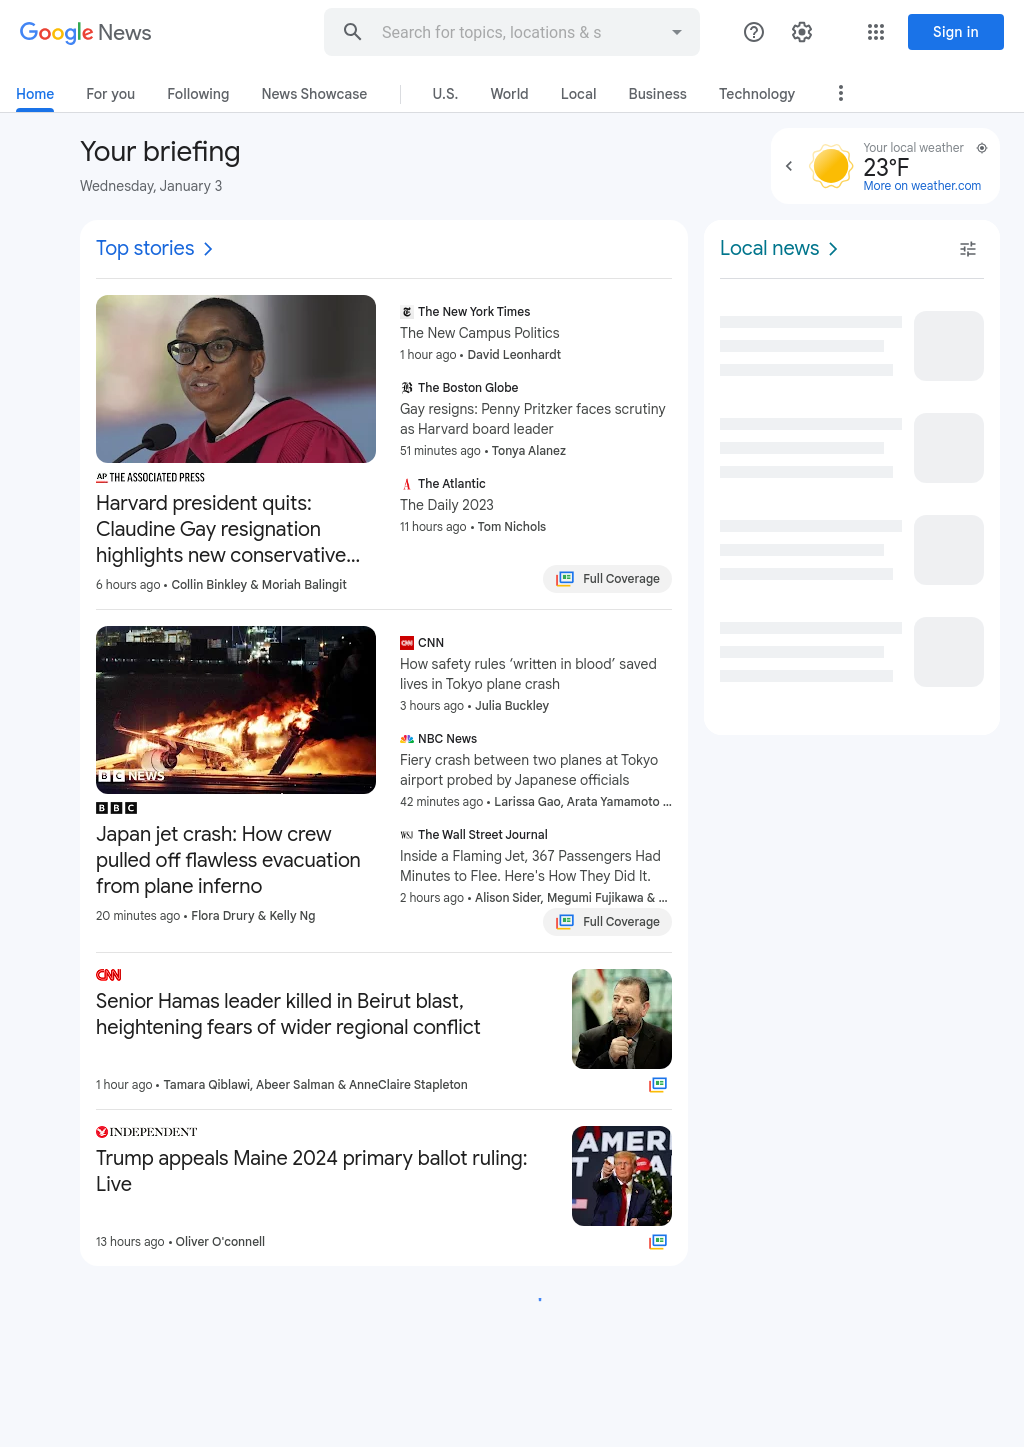 Google News
Search for topics, locations & s
Sign in
Home
For you
Following
News Showcase
U.S.
World
Local
Business
Technology
Your briefing
Wednesday, January 3
Your local weather
23°F
More on weather.com
Top stories
AP THE ASSOCIATED PRESS
Harvard president quits:
Claudine Gay resignation
highlights new conservative...
6 hours ago • Collin Binkley & Moriah Balingit
The New York Times
The New Campus Politics
1 hour ago • David Leonhardt
The Boston Globe
Gay resigns: Penny Pritzker faces scrutiny
as Harvard board leader
51 minutes ago • Tonya Alanez
The Atlantic
The Daily 2023
11 hours ago • Tom Nichols
Full Coverage
BBC NEWS
BBC
Japan jet crash: How crew
pulled off flawless evacuation
from plane inferno
20 minutes ago • Flora Drury & Kelly Ng
CNN
CNN
How safety rules ‘written in blood’ saved
lives in Tokyo plane crash
3 hours ago • Julia Buckley
NBC News
Fiery crash between two planes at Tokyo
airport probed by Japanese officials
42 minutes ago • Larissa Gao, Arata Yamamoto ...
WSJ
The Wall Street Journal
Inside a Flaming Jet, 367 Passengers Had
Minutes to Flee. Here's How They Did It.
2 hours ago • Alison Sider, Megumi Fujikawa & ...
Full Coverage
CNN
Senior Hamas leader killed in Beirut blast,
heightening fears of wider regional conflict
1 hour ago • Tamara Qiblawi, Abeer Salman & AnneClaire Stapleton
INDEPENDENT
Trump appeals Maine 2024 primary ballot ruling:
Live
13 hours ago • Oliver O'connell
AMER
Local news